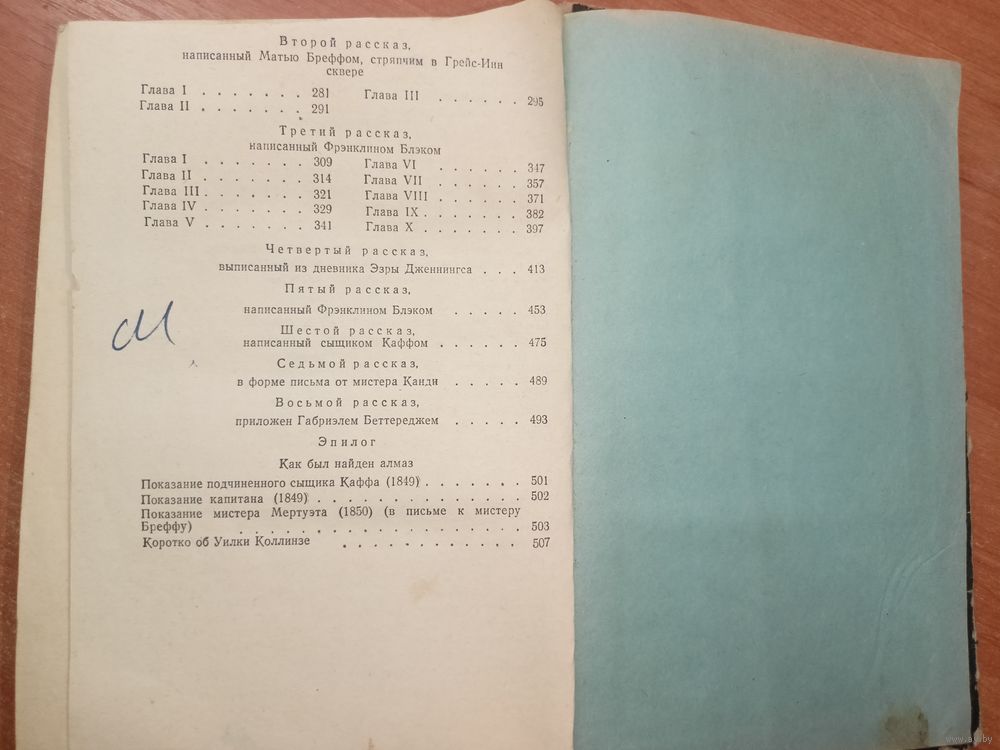 Второй рассказ,
написанный Матью Бреффом, стряпчим в Грейс-Инн
сквере
Глава I . . . . . . . 281
Глава II . . . . . . . 291
Глава III . . . . . . 295
Третий рассказ,
написанный Фрэнклином Блэком
Глава I . . . . . . . 309
Глава II . . . . . . . 314
Глава III . . . . . . . 321
Глава IV . . . . . . . 329
Глава V . . . . . . . 341
Глава VI . . . . . . 347
Глава VII . . . . . . 357
Глава VIII . . . . . . 371
Глава IX . . . . . . . 382
Глава X . . . . . . . 397
Четвертый рассказ,
выписанный из дневника Эзры Дженнингса . . . 413
Пятый рассказ,
написанный Фрэнклином Блэком . . . . . 453
Шестой рассказ,
написанный сыщиком Каффом . . . . . . 475
Седьмой рассказ,
в форме письма от мистера Канди . . . . . 489
Восьмой рассказ,
приложен Габриэлем Беттереджем . . . . . 493
Эпилог
Как был найден алмаз
Показание подчиненного сыщика Каффа (1849) . . . . . . . 501
Показание капитана (1849) . . . . . . . . . . . . . . 502
Показание мистера Мертуэта (1850) (в письме к мистеру
Бреффу) . . . . . . . . . . . . . . . . . . 503
Коротко об Уилки Коллинзе . . . . . . . . . . . . 507
www.ay.by